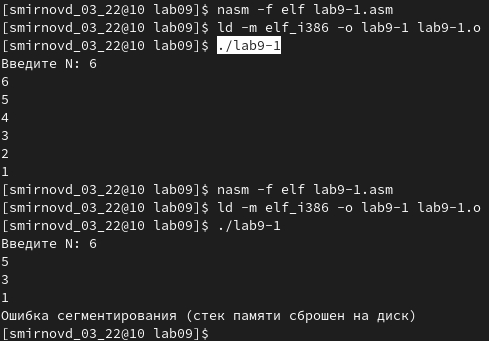 [smirnovd_03_22@10 lab09]$ nasm -f elf lab9-1.asm
[smirnovd_03_22@10 lab09]$ ld -m elf_i386 -o lab9-1 lab9-1.o
[smirnovd_03_22@10 lab09]$ ./lab9-1
Введите N: 6
6
5
4
3
2
1
[smirnovd_03_22@10 lab09]$ nasm -f elf lab9-1.asm
[smirnovd_03_22@10 lab09]$ ld -m elf_i386 -o lab9-1 lab9-1.o
[smirnovd_03_22@10 lab09]$ ./lab9-1
Введите N: 6
5
3
1
Ошибка сегментирования (стек памяти сброшен на диск)
[smirnovd_03_22@10 lab09]$